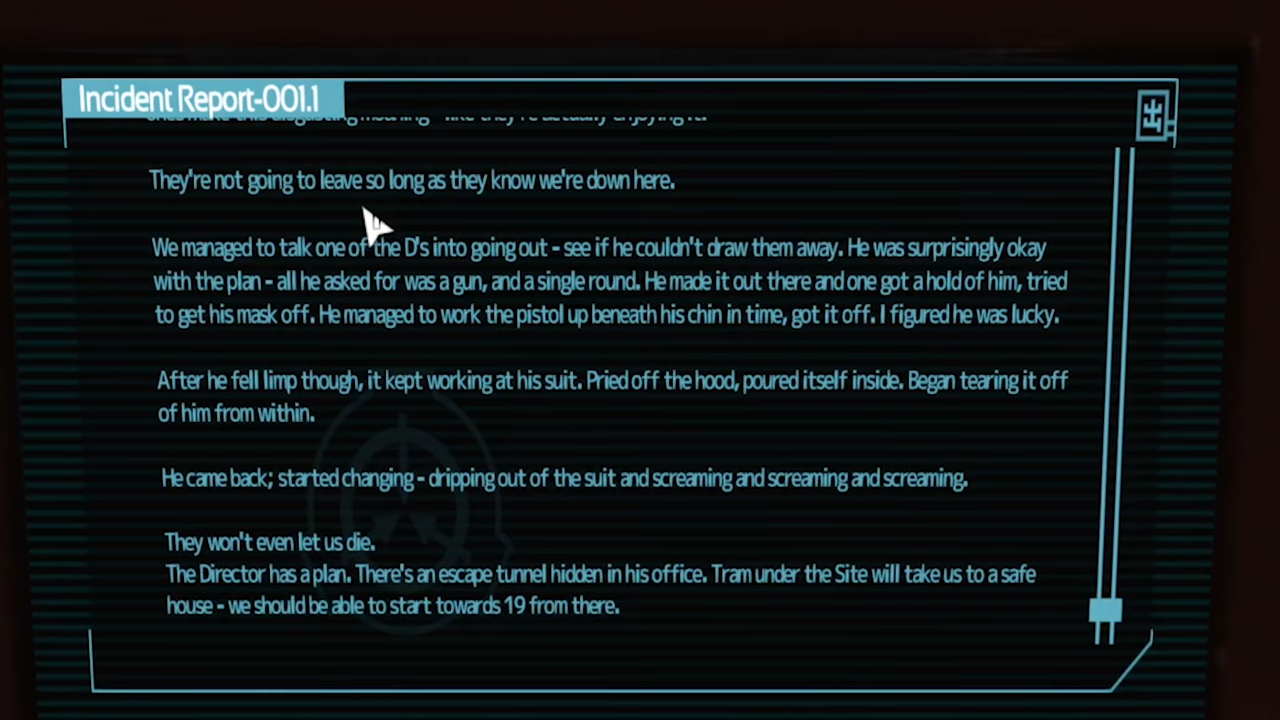 Incident Report-001.1
They're not going to leave so long as they know we're down here.
We managed to talk one of the D's into going out - see if he couldn't draw them away. He was surprisingly okay
with the plan - all he asked for was a gun, and a single round. He made it out there and one got a hold of him, tried
to get his mask off. He managed to work the pistol up beneath his chin in time, got it off. I figured he was lucky.
After he fell limp though, it kept working at his suit. Pried off the hood, poured itself inside. Began tearing it off
of him from within.
He came back; started changing - dripping out of the suit and screaming and screaming and screaming.
They won't even let us die.
The Director has a plan. There's an escape tunnel hidden in his office. Tram under the Site will take us to a safe
house - we should be able to start towards 19 from there.